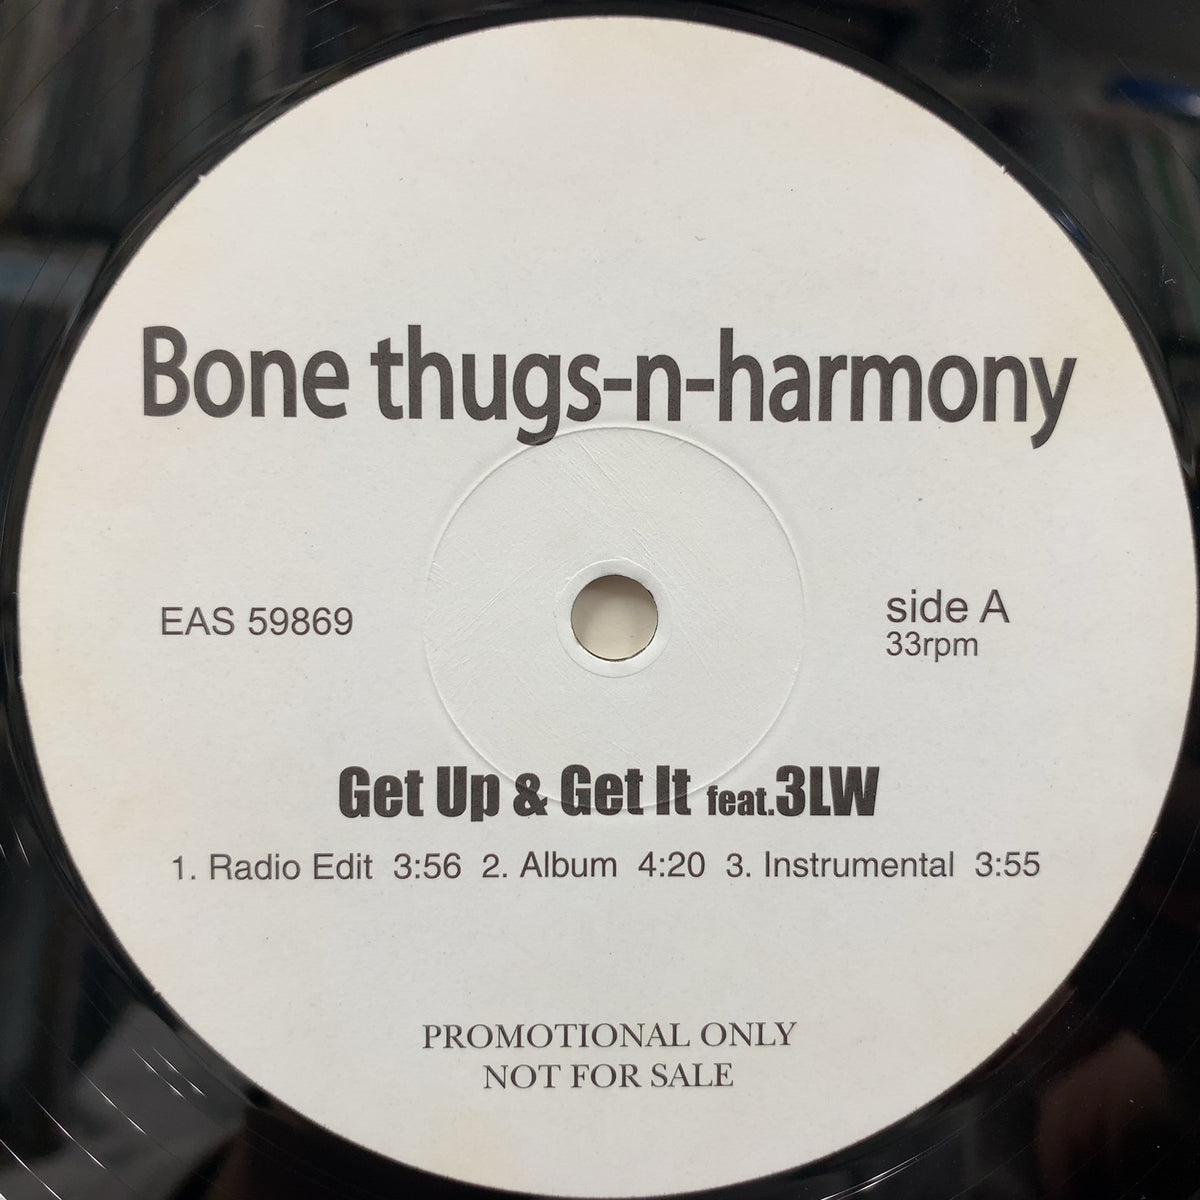 Bone thugs-n-harmony
EAS 59869
side A
33rpm
Get Up & Get It feat.3LW
1. Radio Edit 3:56 2. Album 4:20 3. Instrumental 3:55
PROMOTIONAL ONLY
NOT FOR SALE